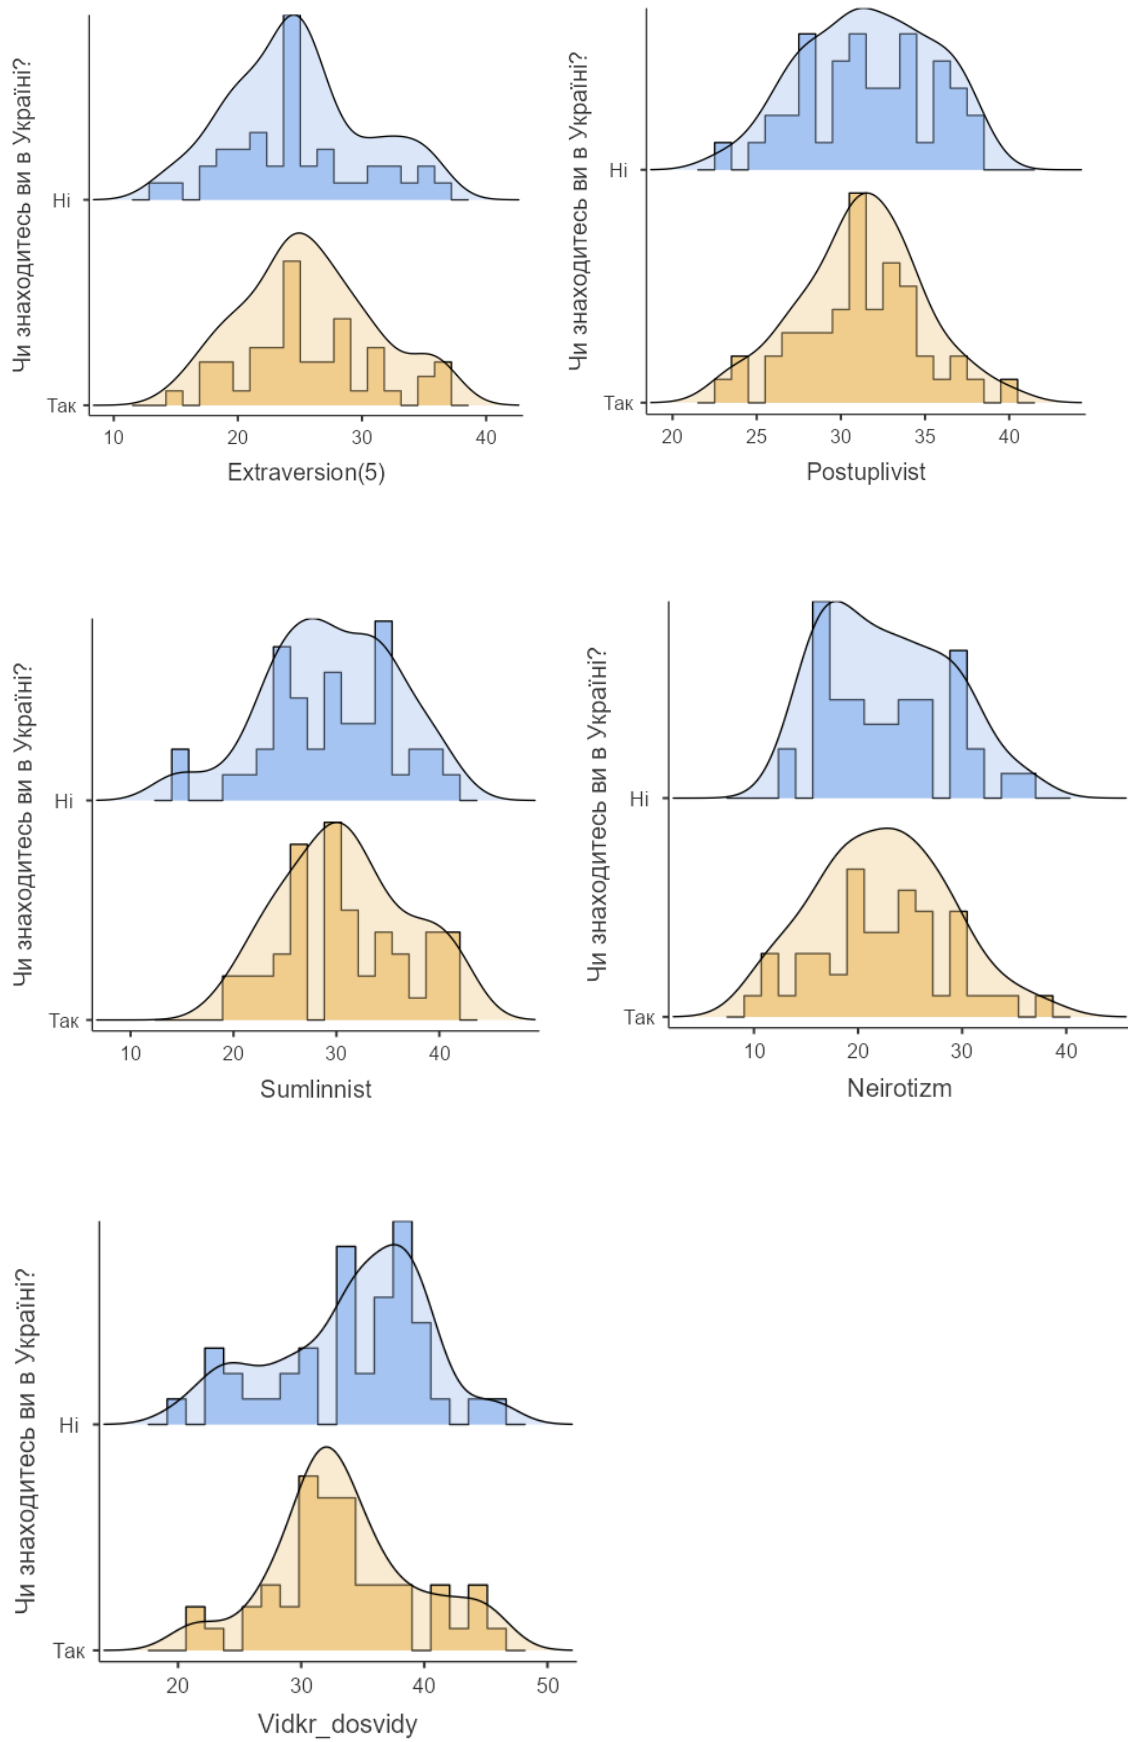 Чи знаходитесь ви в Україні?
Ні
Так
10 20 30 40
Extraversion(5)
Чи знаходитесь ви в Україні?
Ні
Так
20 25 30 35 40
Postuplivist
Чи знаходитесь ви в Україні?
Ні
Так
10 20 30 40
Sumlinnist
Чи знаходитесь ви в Україні?
Ні
Так
10 20 30 40
Neirotizm
Чи знаходитесь ви в Україні?
Ні
Так
20 30 40 50
Vidkr_dosvidy